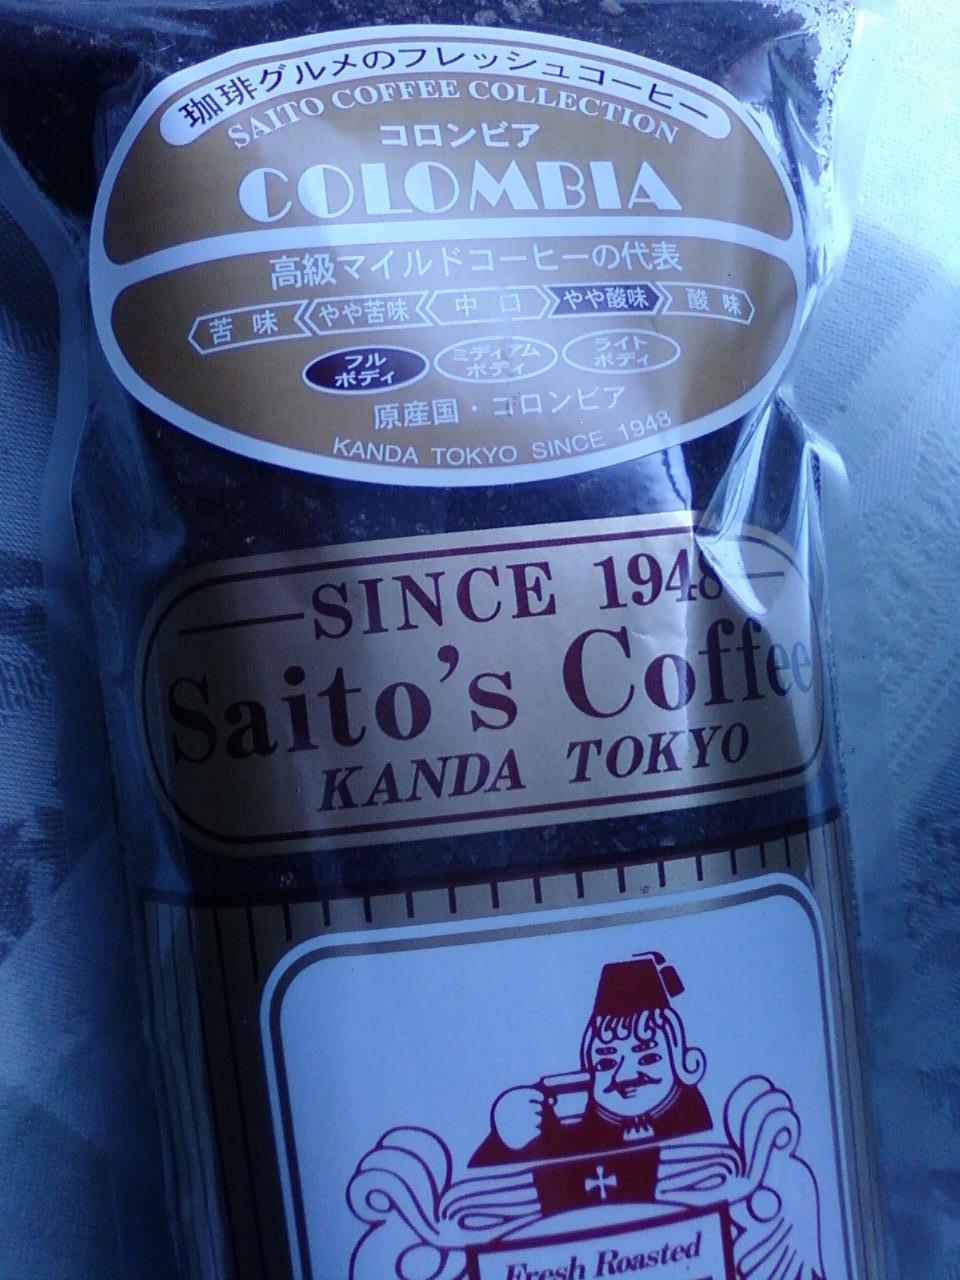 珈琲グルメのフレッシュコーヒー
SAITO COFFEE COLLECTION
コロンビア
COLOMBIA
高級マイルドコーヒーの代表
苦味 やや苦味 中口 やや酸味 酸味
フルボディ ミディアムボディ ライトボディ
原産国・コロンビア
KANDA TOKYO SINCE 1948
SINCE 1948
Saito's Coffee
KANDA TOKYO
Fresh Roasted